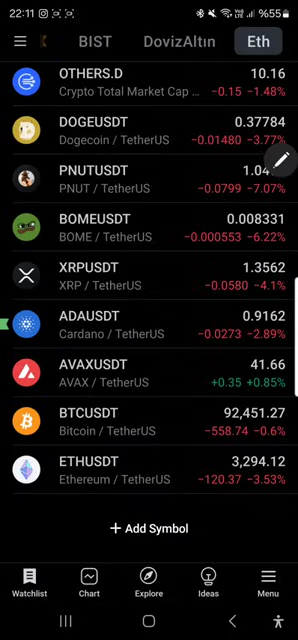 22:11 %55
BIST DovizAltın Eth
OTHERS.D 10.16
Crypto Total Market Cap ... −0.15 −1.48%
DOGEUSDT 0.37784
Dogecoin / TetherUS −0.01480 −3.77%
PNUTUSDT
PNUT / TetherUS −0.0799 −7.07%
BOMEUSDT 0.008331
BOME / TetherUS −0.000553 −6.22%
XRPUSDT 1.3562
XRP / TetherUS −0.0580 −4.1%
ADAUSDT 0.9162
Cardano / TetherUS −0.0273 −2.89%
AVAXUSDT 41.66
AVAX / TetherUS +0.35 +0.85%
BTCUSDT 92,451.27
Bitcoin / TetherUS −558.74 −0.6%
ETHUSDT 3,294.12
Ethereum / TetherUS −120.37 −3.53%
+ Add Symbol
Watchlist Chart Explore Ideas Menu